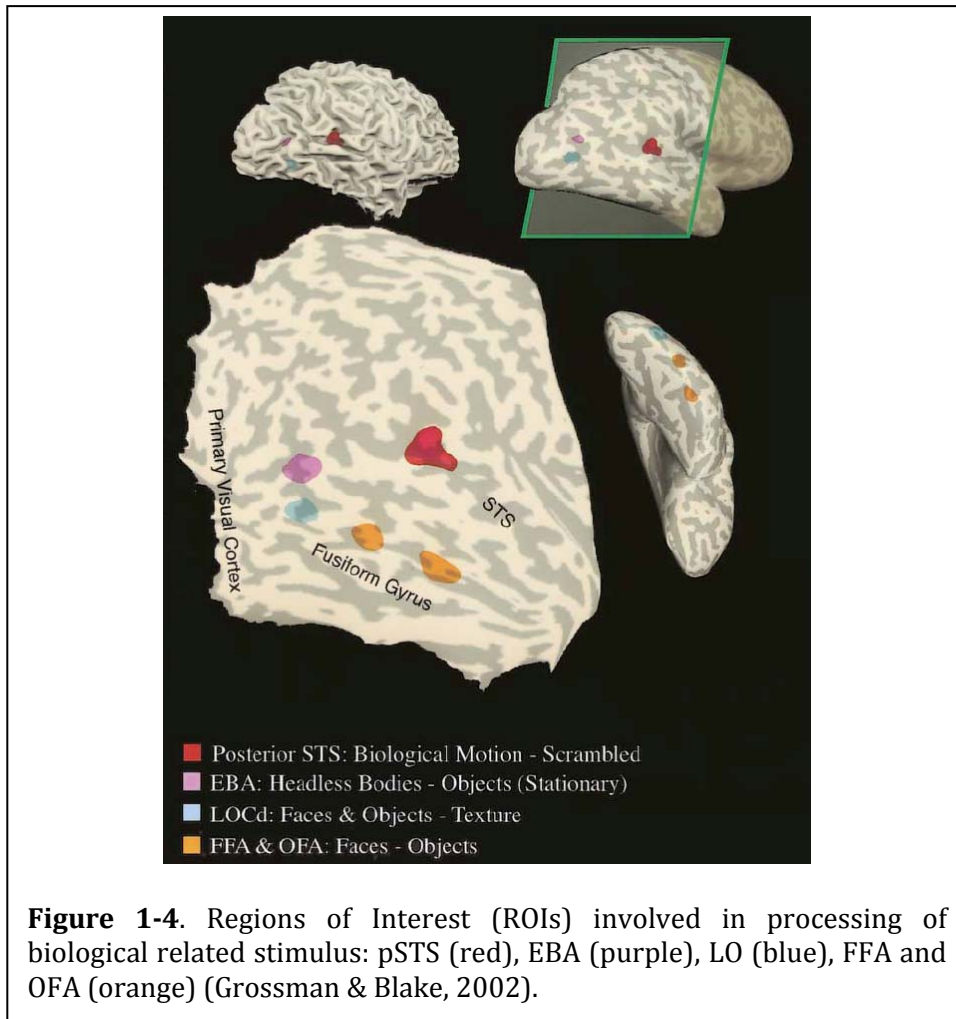 Primary Visual Cortex
STS
Fusiform Gyrus
Posterior STS: Biological Motion - Scrambled
EBA: Headless Bodies - Objects (Stationary)
LOCd: Faces & Objects - Texture
FFA & OFA: Faces - Objects
Figure 1-4. Regions of Interest (ROIs) involved in processing of
biological related stimulus: pSTS (red), EBA (purple), LO (blue), FFA and
OFA (orange) (Grossman & Blake, 2002).